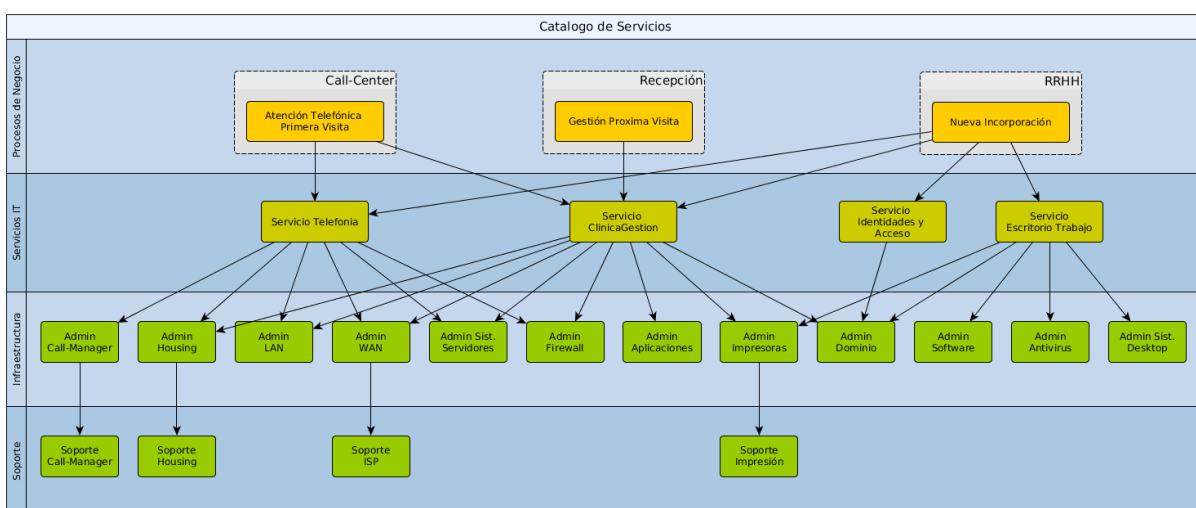 Catalogo de Servicios
Procesos de Negocio
Call-Center
Atención Telefónica
Primera Visita
Recepción
Gestión Proxima Visita
RRHH
Nueva Incorporación
Servicios IT
Servicio Telefonia
Servicio
ClinicaGestion
Servicio
Identidades y
Acceso
Servicio
Escritorio Trabajo
Infraestructura
Admin
Call-Manager
Admin
Housing
Admin
LAN
Admin
WAN
Admin Sist.
Servidores
Admin
Firewall
Admin
Aplicaciones
Admin
Impresoras
Admin
Dominio
Admin
Software
Admin
Antivirus
Admin Sist.
Desktop
Soporte
Soporte
Call-Manager
Soporte
Housing
Soporte
ISP
Soporte
Impresión